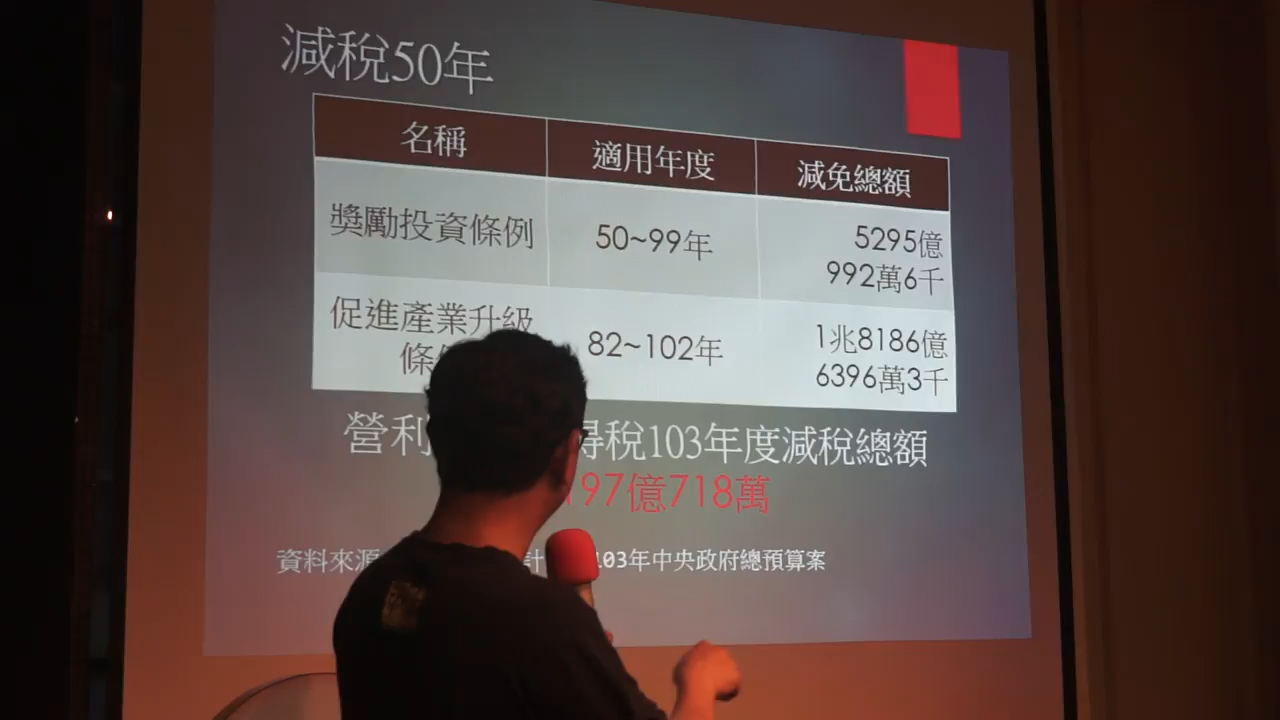 減稅50年
名稱
適用年度
減免總額
獎勵投資條例
50~99年
5295億
992萬6千
促進產業升級
條
82~102年
1兆8186億
6396萬3千
營利 得稅103年度減稅總額
197億718萬
資料來源 計 103年中央政府總預算案